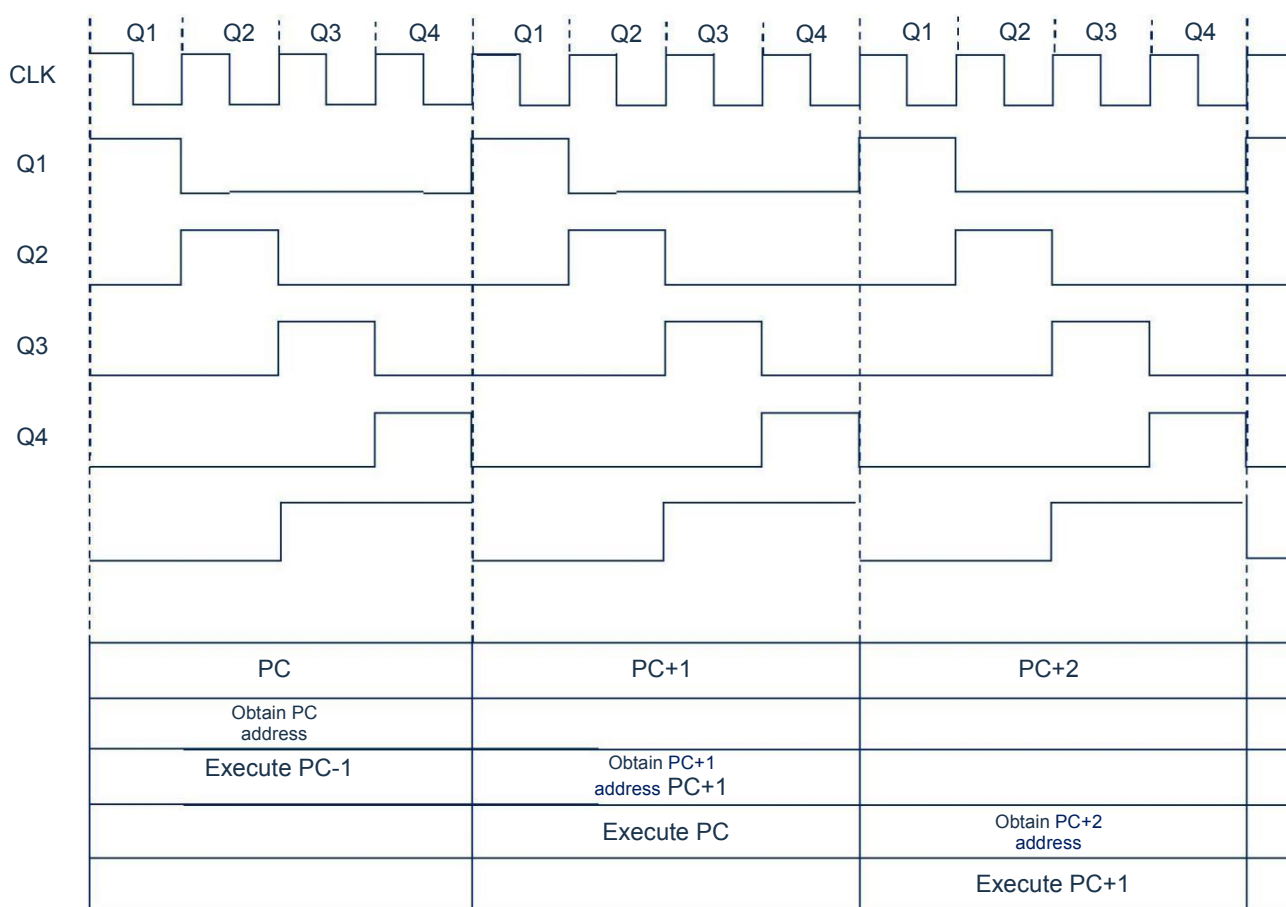 Q1 Q2 Q3 Q4 Q1 Q2 Q3 Q4 Q1 Q2 Q3 Q4
CLK
Q1
Q2
Q3
Q4
PC PC+1 PC+2
Obtain PC
address
Execute PC-1
Obtain PC+1
address PC+1
Execute PC
Obtain PC+2
address
Execute PC+1